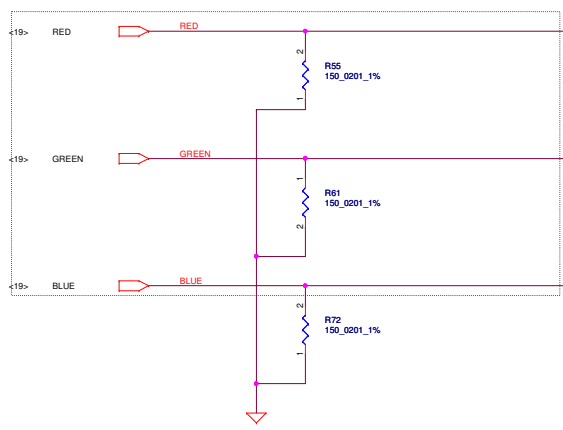 <19> RED RED
2
R55
150_0201_1%
1
<19> GREEN GREEN
1
R61
150_0201_1%
2
<19> BLUE BLUE
2
R72
150_0201_1%
1